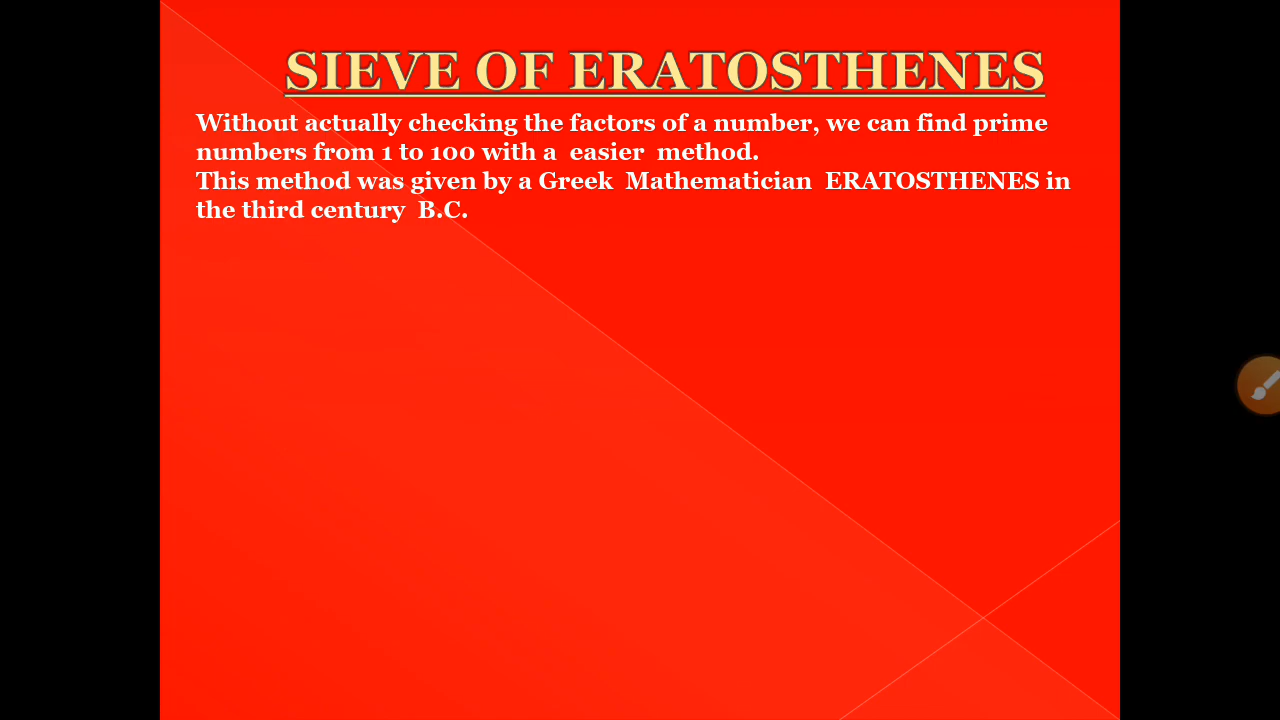 SIEVE OF ERATOSTHENES
Without actually checking the factors of a number, we can find prime
numbers from 1 to 100 with a  easier  method.
This method was given by a Greek  Mathematician  ERATOSTHENES in
the third century  B.C.